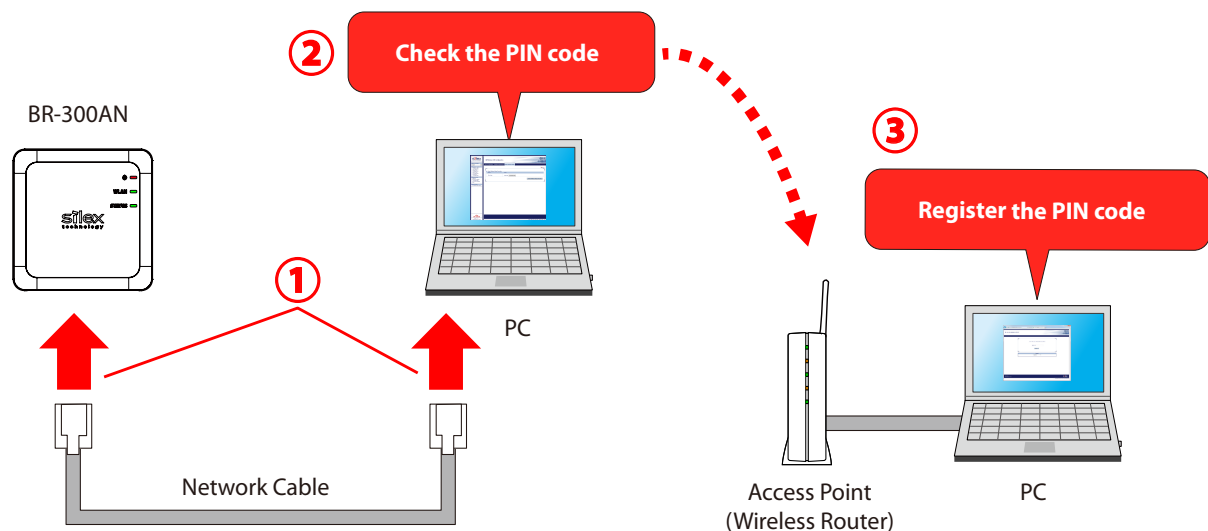 ②
Check the PIN code
BR-300AN
WLAN
STATUS
silex
technology
③
Register the PIN code
①
PC
Network Cable
Access Point
(Wireless Router)
PC